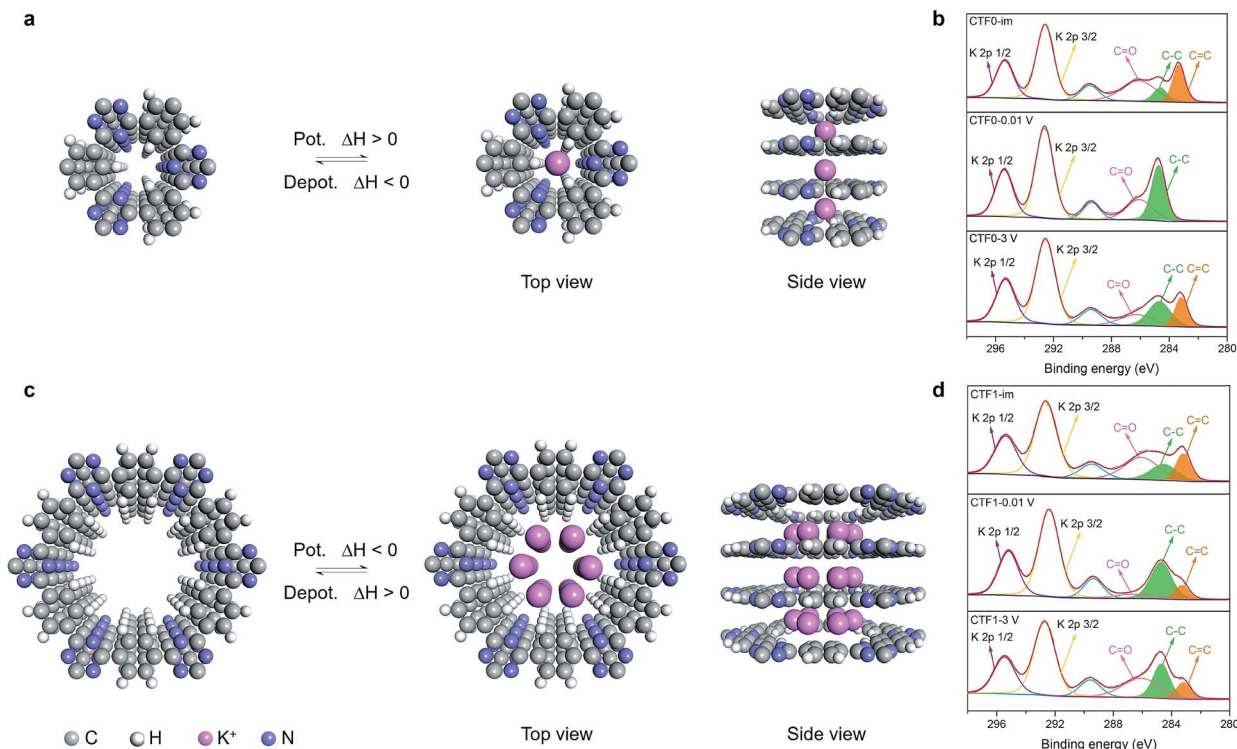 a
Pot. ΔH > 0
Depot. ΔH < 0
Top view
Side view
b
CTF0-im
K 2p 1/2
K 2p 3/2
C=O
C-C
C=C
CTF0-0.01 V
K 2p 1/2
K 2p 3/2
C=O
C-C
CTF0-3 V
K 2p 1/2
K 2p 3/2
C=O
C-C
C=C
296 292 288 284 280
Binding energy (eV)
c
Pot. ΔH < 0
Depot. ΔH > 0
Top view
Side view
C H K⁺ N
d
CTF1-im
K 2p 1/2
K 2p 3/2
C=O
C-C
C=C
CTF1-0.01 V
K 2p 1/2
K 2p 3/2
C=O
C-C
C=C
CTF1-3 V
K 2p 1/2
K 2p 3/2
C=O
C-C
C=C
296 292 288 284 280
Binding energy (eV)